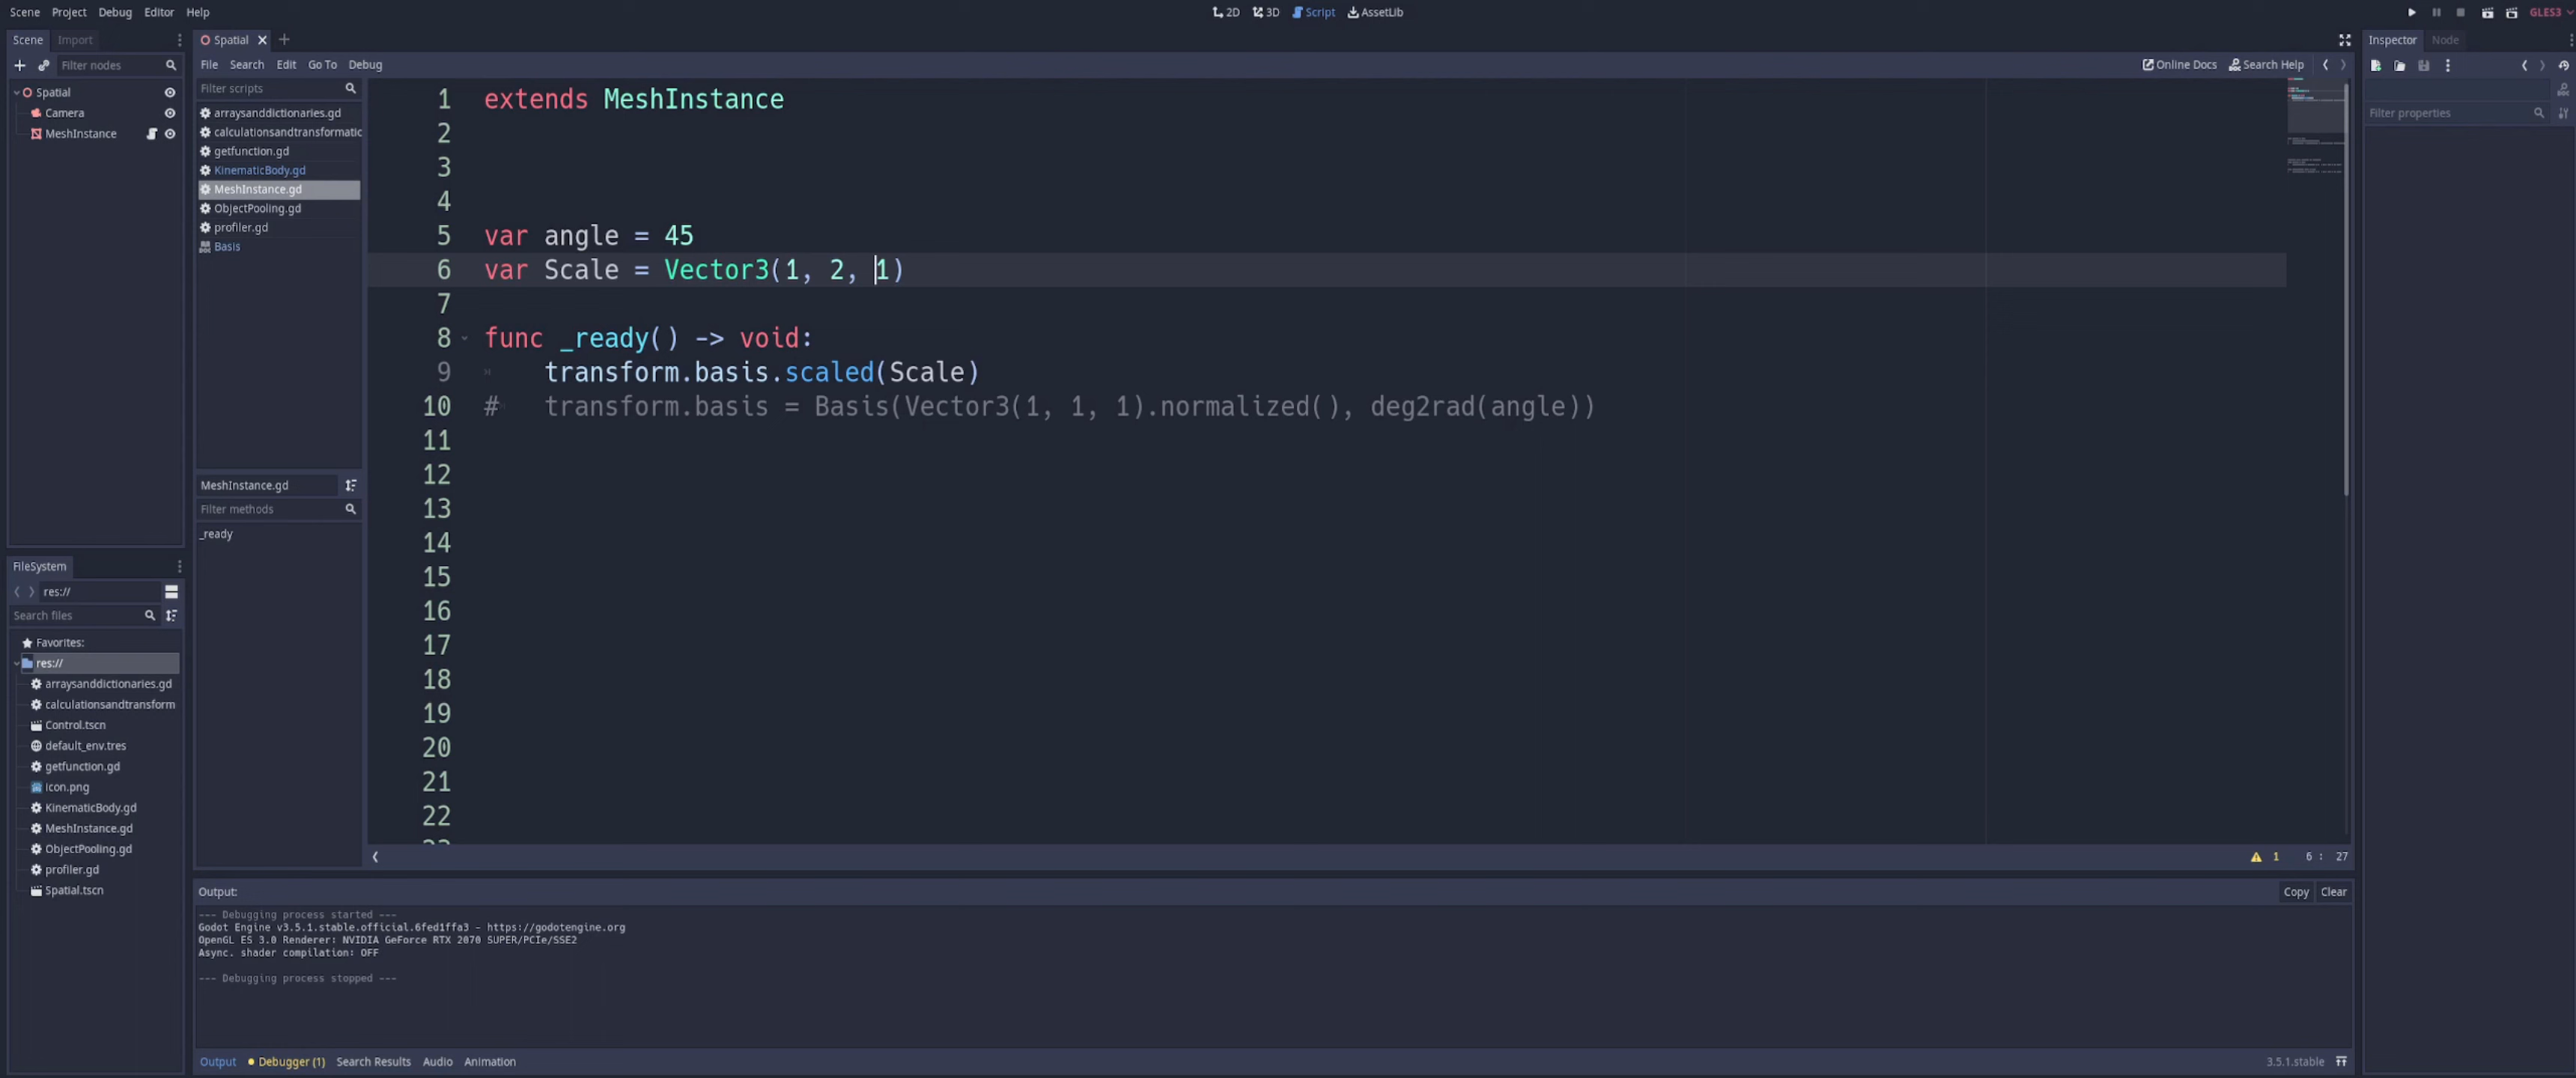 Scene Project Debug Editor Help
2D 3D Script AssetLib
GLES3
Scene Import
Filter nodes
Spatial
Camera
MeshInstance
FileSystem
res://
Search files
Favorites:
res://
arraysanddictionaries.gd
calculationsandtransform
Control.tscn
default_env.tres
getfunction.gd
icon.png
KinematicBody.gd
MeshInstance.gd
ObjectPooling.gd
profiler.gd
Spatial.tscn
Spatial
File Search Edit Go To Debug
Online Docs Search Help
Filter scripts
arraysanddictionaries.gd
calculationsandtransformatic
getfunction.gd
KinematicBody.gd
MeshInstance.gd
ObjectPooling.gd
profiler.gd
Basis
MeshInstance.gd
Filter methods
_ready
1 extends MeshInstance
2
3
4
5 var angle = 45
6 var Scale = Vector3(1, 2, 1)
7
8 func _ready() -> void:
9 transform.basis.scaled(Scale)
10 # transform.basis = Basis(Vector3(1, 1, 1).normalized(), deg2rad(angle))
11
12
13
14
15
16
17
18
19
20
21
22
1 6 : 27
Output:
Copy Clear
--- Debugging process started ---
Godot Engine v3.5.1.stable.official.6fed1ffa3 - https://godotengine.org
OpenGL ES 3.0 Renderer: NVIDIA GeForce RTX 2070 SUPER/PCIe/SSE2
Async. shader compilation: OFF
--- Debugging process stopped ---
Output Debugger (1) Search Results Audio Animation
3.5.1.stable
Inspector Node
Filter properties